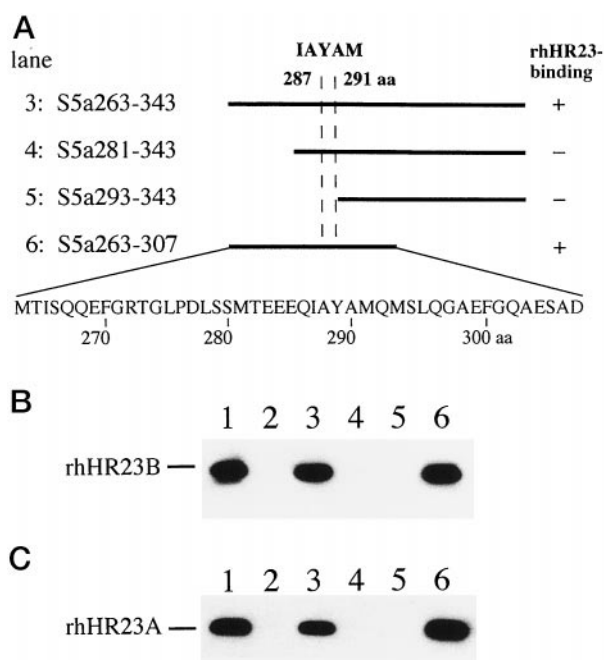 A
lane
IAYAM
rhHR23-
binding
287 291 aa
3: S5a263-343 +
4: S5a281-343 −
5: S5a293-343 −
6: S5a263-307 +
MTISQQEFGRTGLPDLSSMTEEEQIAYAMQMSLQGAEFGQAESAD
270 280 290 300 aa
B
1 2 3 4 5 6
rhHR23B
C
1 2 3 4 5 6
rhHR23A